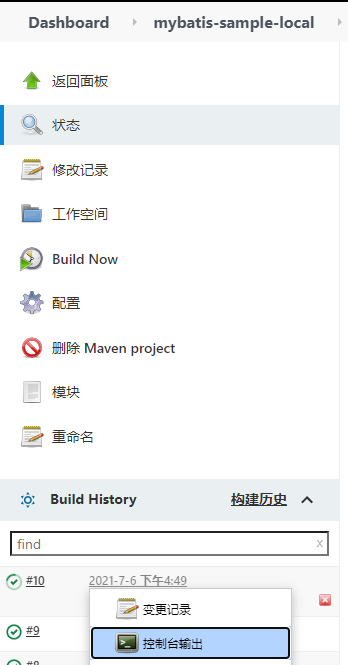 Dashboard mybatis-sample-local
返回面板
状态
修改记录
工作空间
Build Now
配置
删除 Maven project
模块
重命名
Build History 构建历史
find x
#10 2021-7-6 下午4:49
变更记录
#9
控制台输出
#8